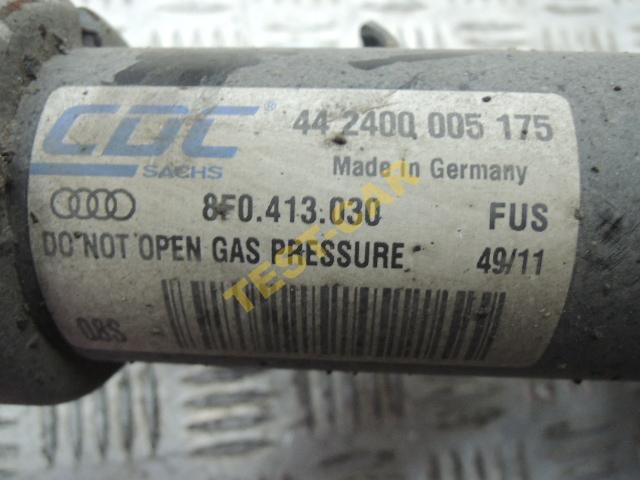 CDC® 44 2400 005 175
SACHS Made in Germany
8F0.413.030 FUS
DO NOT OPEN GAS PRESSURE 49/11
08S
TEST-CAR